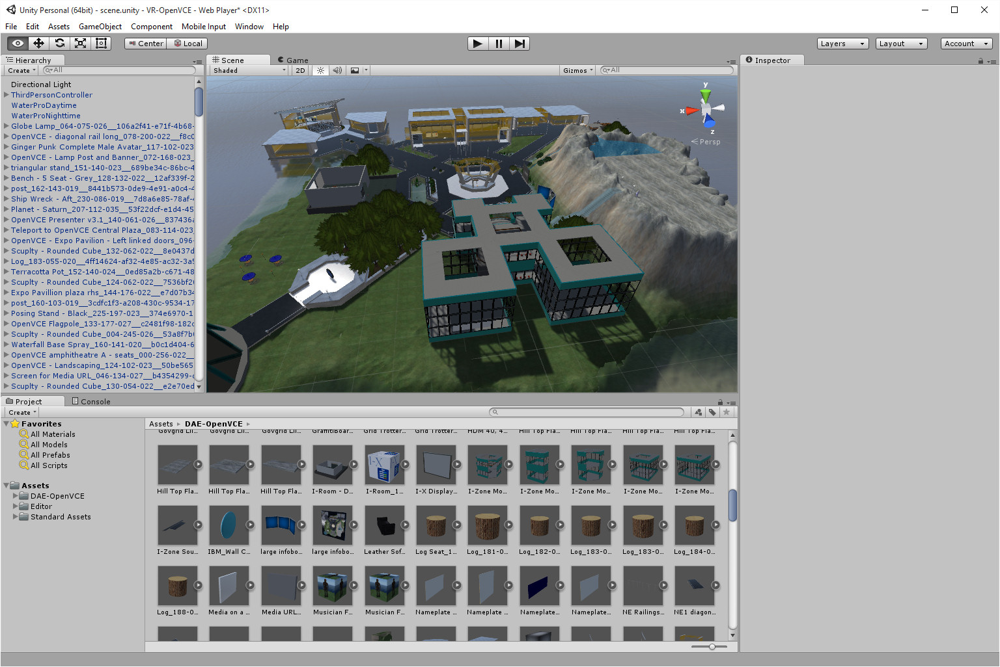 Unity Personal (64bit) - scene.unity - VR-OpenVCE - Web Player* <DX11>
File Edit Assets GameObject Component Mobile Input Window Help
Center Local Layers Layout Account
Hierarchy
Create All
Directional Light
ThirdPersonController
WaterProDaytime
WaterProNighttime
Globe Lamp_064-075-026__106a2f41-e71f-4b68-
OpenVCE - diagonal rail long_078-200-022__f8c0
Ginger Punk Complete Male Avatar_117-102-023
OpenVCE - Lamp Post and Banner_072-168-023_
triangular stand_151-140-023__689be34c-86bc-4
Bench - 5 Seat - Grey_128-132-022__12af339f-2
post_162-143-019__8441b573-0de9-4e91-a0c4-4
Ship Wreck - Aft_230-086-019__7d8a6e85-78af-4
Planet - Saturn_207-112-035__53f22dcf-e1d4-45
OpenVCE Presenter v3.1_140-061-026__837436a
Teleport to OpenVCE Central Plaza_083-114-023_
OpenVCE - Expo Pavilion - Left linked doors_096-
Scuplty - Rounded Cube_132-062-022__8e0437d
Log_183-055-020__4ff14624-af32-4e85-ac32-3a5
Terracotta Pot_152-140-024__0ed85a2b-c671-48
Scuplty - Rounded Cube_124-062-022__7536bf20
Expo Pavillion plaza rhs_144-176-022__e7d07b34
post_160-103-019__3cdfc1f3-a208-430c-9534-17
Posing Stand - Black_225-197-023__374e6970-1
OpenVCE Flagpole_133-177-027__c2481f98-182c
Scuplty - Rounded Cube_004-245-026__53a8f7b
Waterfall Base Spray_160-141-020__b0c1d404-6
OpenVCE amphitheatre A - seats_000-256-022__
OpenVCE - Landscaping_124-102-023__50be565
Screen for Media URL_046-134-027__b4354299-c
Scuplty - Rounded Cube_130-054-022__e2e70ed
Scene Game
Shaded 2D Gizmos All
y
x
z
Persp
Inspector
Project Console
Create
Favorites
All Materials
All Models
All Prefabs
All Scripts
Assets
DAE-OpenVCE
Editor
Standard Assets
Assets DAE-OpenVCE
Govgrid Lil... Govgrid Lil... Govgrid Lil... GraffitiBoar... Grid Trotter... Grid Trotter... HDM 40, 4... Hill Top Fla... Hill Top Fla... Hill Top Fla... Hill Top Fla...
I-X
Hill Top Fla... Hill Top Fla... Hill Top Fla... I-Room - D... I-Room_1... I-X Display... I-Zone Mo... I-Zone Mo... I-Zone Mo... I-Zone Mo... I-Zone Mo...
I-Zone Sou... IBM_Wall C... large infobo... large infobo... Leather Sof... Log Seat_1... Log_181-0... Log_182-0... Log_183-0... Log_183-0... Log_184-0...
Log_188-0... Media on a ... Media URL... Musician F... Musician F... Nameplate ... Nameplate ... Nameplate... Nameplate... NE Railings... NE1 diagon...